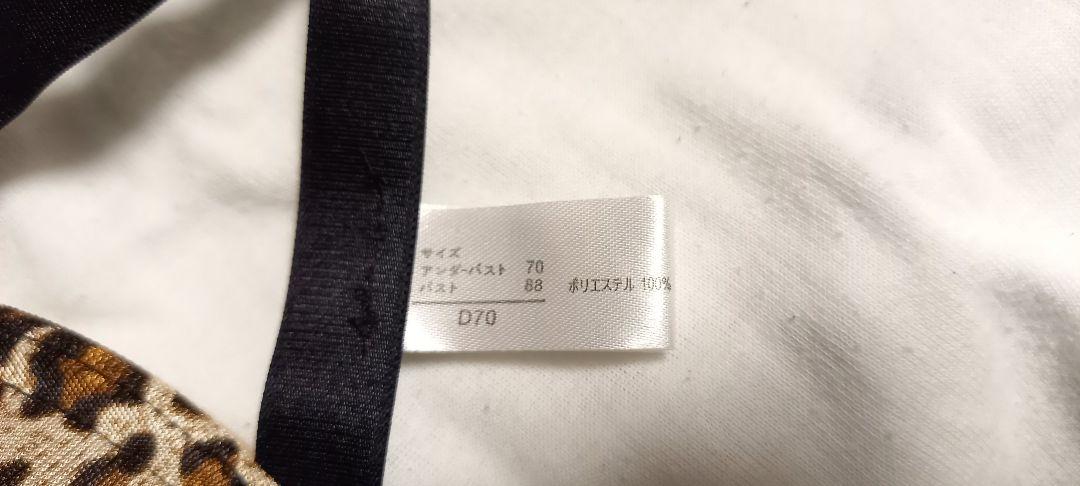 サイズ
アンダーバスト 70
バスト 88
D70
ポリエステル 100%